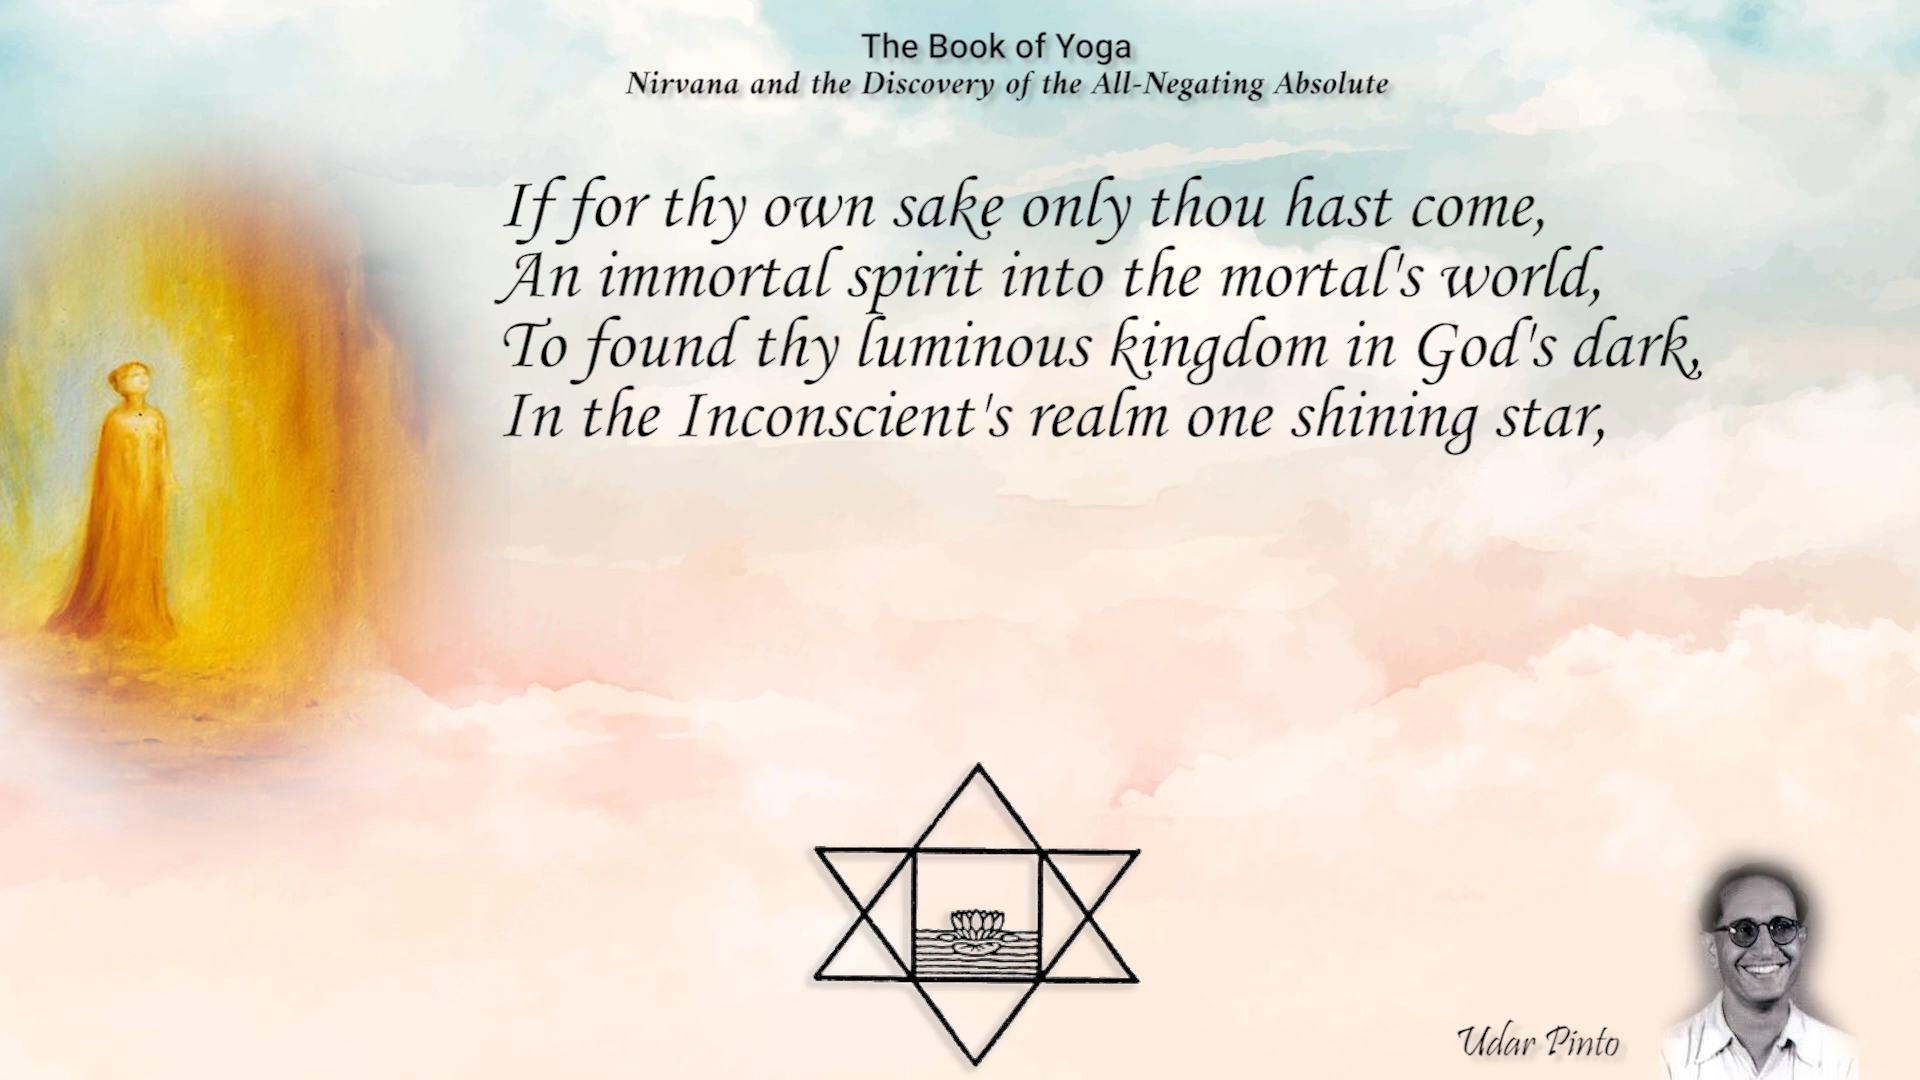 The Book of Yoga
Nirvana and the Discovery of the All-Negating Absolute
If for thy own sake only thou hast come,
An immortal spirit into the mortal's world,
To found thy luminous kingdom in God's dark,
In the Inconscient's realm one shining star,
Udar Pinto